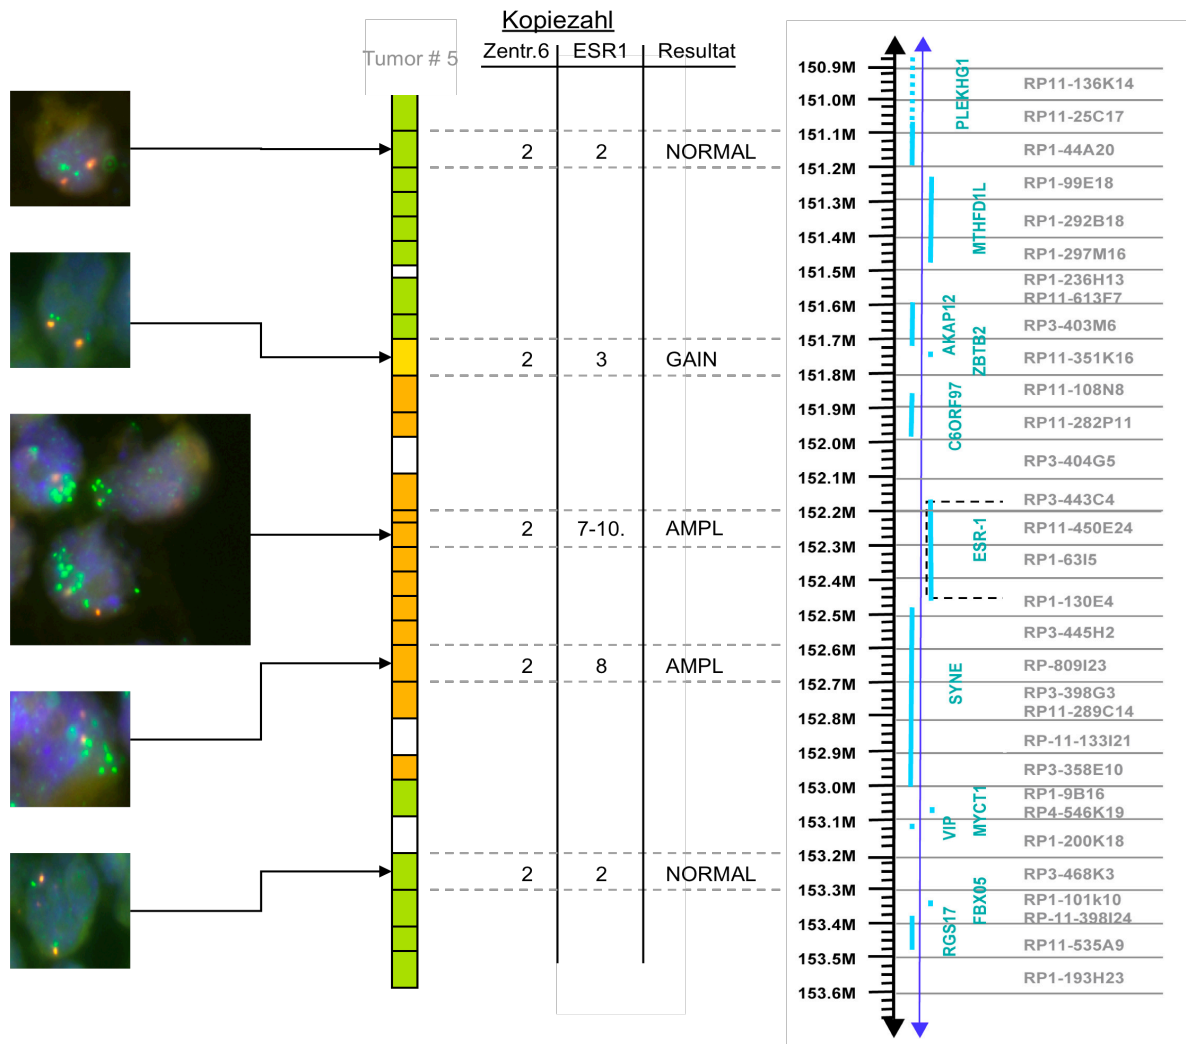 Kopiezahl
Tumor # 5
Zentr.6 ESR1 Resultat
2 2 NORMAL
2 3 GAIN
2 7-10. AMPL
2 8 AMPL
2 2 NORMAL
150.9M
151.0M
151.1M
151.2M
151.3M
151.4M
151.5M
151.6M
151.7M
151.8M
151.9M
152.0M
152.1M
152.2M
152.3M
152.4M
152.5M
152.6M
152.7M
152.8M
152.9M
153.0M
153.1M
153.2M
153.3M
153.4M
153.5M
153.6M
PLEKHG1
MTHFD1L
AKAP12
ZBTB2
C6ORF97
ESR-1
SYNE
MYCT1
VIP
FBX05
RGS17
RP11-136K14
RP11-25C17
RP1-44A20
RP1-99E18
RP1-292B18
RP1-297M16
RP1-236H13
RP11-613F7
RP3-403M6
RP11-351K16
RP11-108N8
RP11-282P11
RP3-404G5
RP3-443C4
RP11-450E24
RP1-63I5
RP1-130E4
RP3-445H2
RP-809I23
RP3-398G3
RP11-289C14
RP-11-133I21
RP3-358E10
RP1-9B16
RP4-546K19
RP1-200K18
RP3-468K3
RP1-101k10
RP-11-398I24
RP11-535A9
RP1-193H23